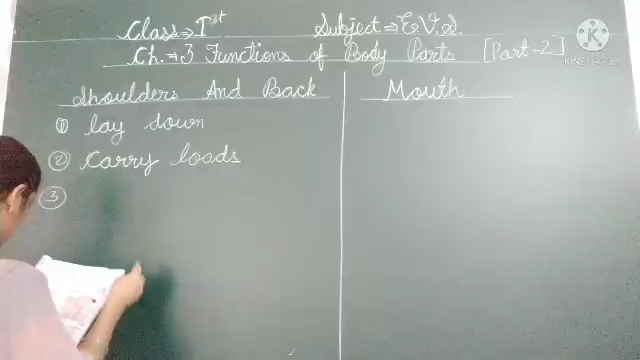 Class⇒Ist Subject⇒E.V.S.
Ch.⇒3 Functions of Body Parts [Part-2]
Shoulders And Back
① lay down
② carry loads
③
Mouth
KINEMASTER